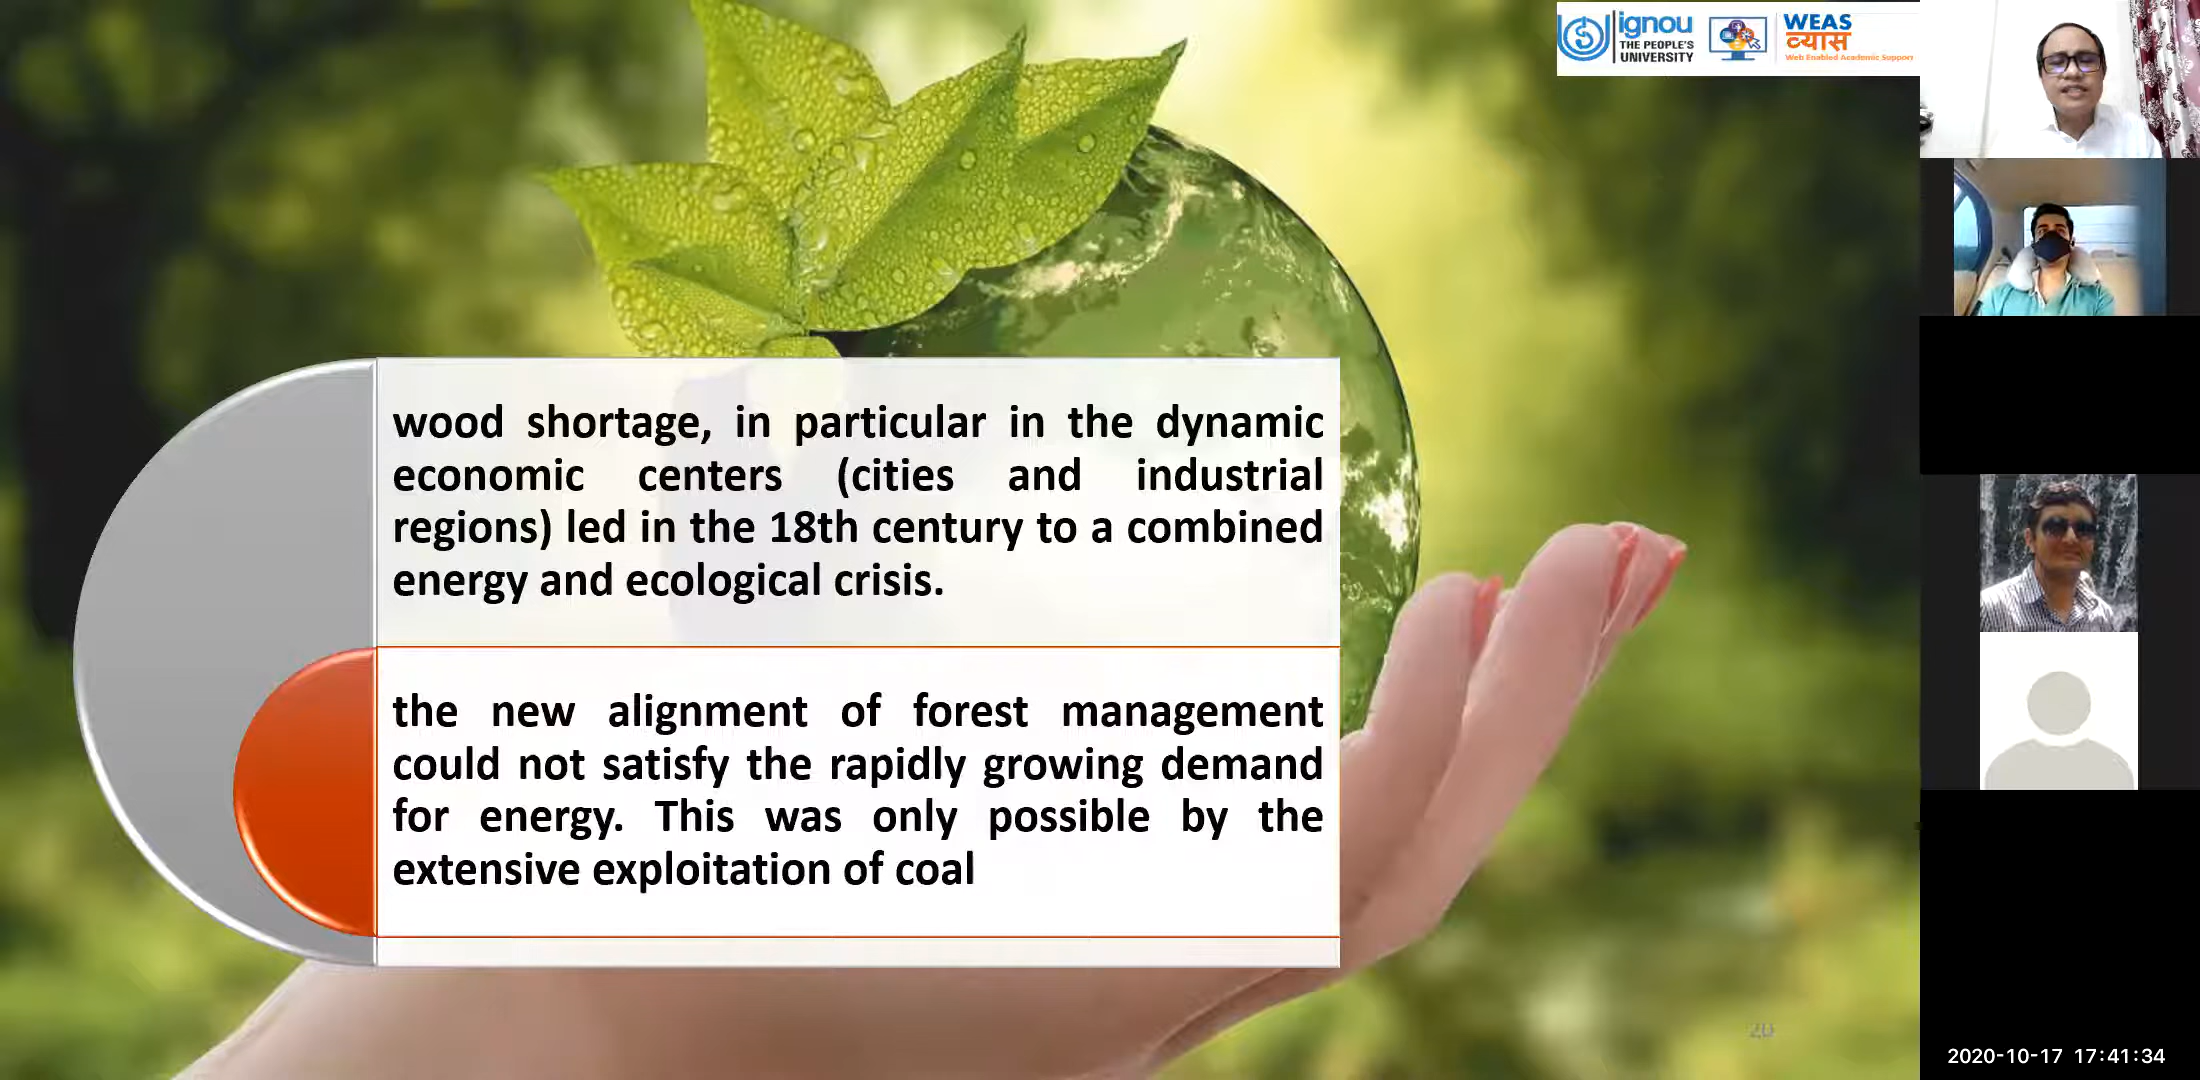 ignou
THE PEOPLE'S
UNIVERSITY
WEAS
व्यास
Web Enabled Academic Support
wood shortage, in particular in the dynamic
economic centers (cities and industrial
regions) led in the 18th century to a combined
energy and ecological crisis.
the new alignment of forest management
could not satisfy the rapidly growing demand
for energy. This was only possible by the
extensive exploitation of coal
20
2020-10-17 17:41:34